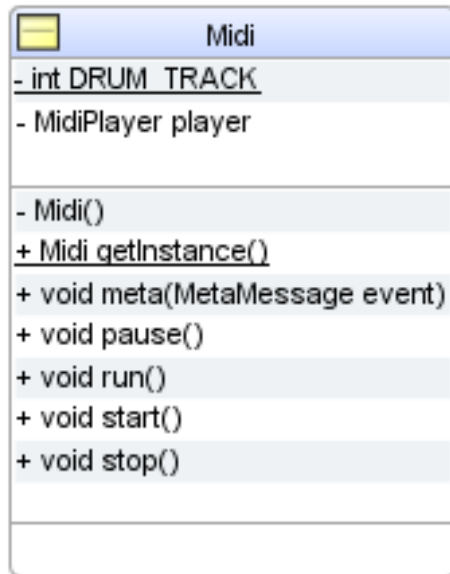 Midi
- int DRUM_TRACK
- MidiPlayer player
- Midi()
+ Midi getInstance()
+ void meta(MetaMessage event)
+ void pause()
+ void run()
+ void start()
+ void stop()